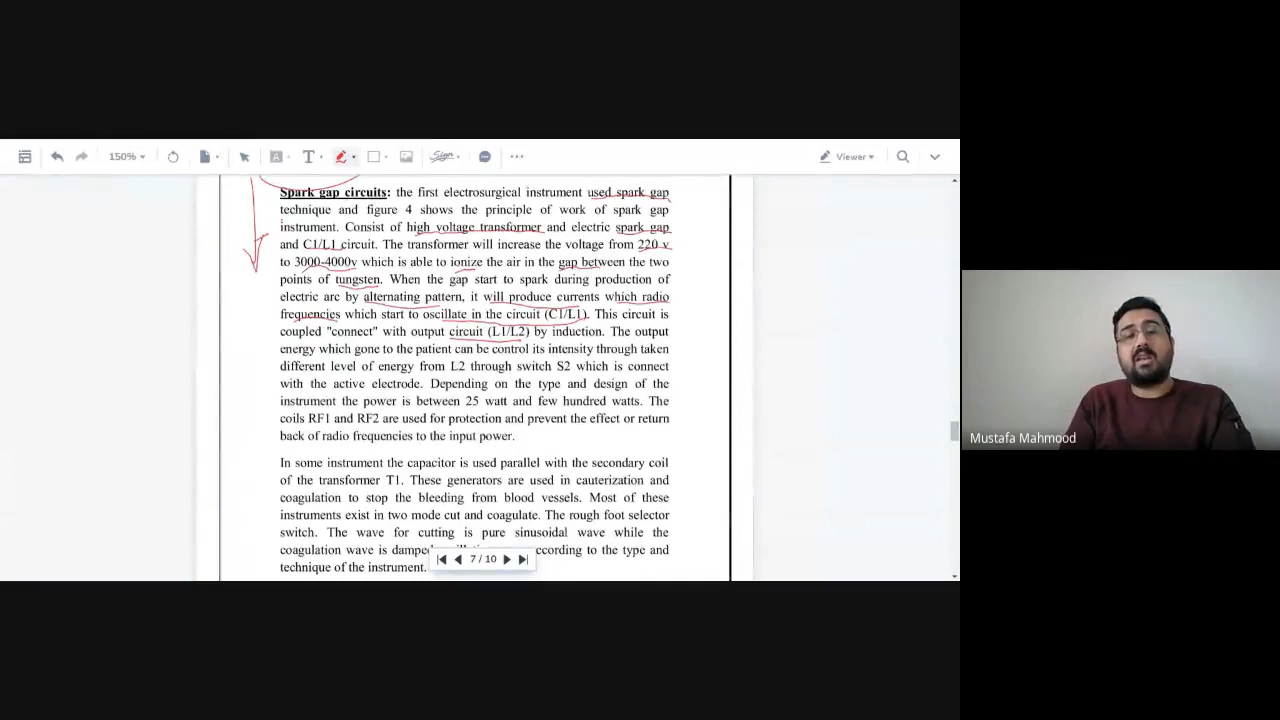 150%
T
Sign
Viewer
Spark gap circuits: the first electrosurgical instrument used spark gap
technique and figure 4 shows the principle of work of spark gap
instrument. Consist of high voltage transformer and electric spark gap
and C1/L1 circuit. The transformer will increase the voltage from 220 v
to 3000-4000v which is able to ionize the air in the gap between the two
points of tungsten. When the gap start to spark during production of
electric arc by alternating pattern, it will produce currents which radio
frequencies which start to oscillate in the circuit (C1/L1). This circuit is
coupled "connect" with output circuit (L1/L2) by induction. The output
energy which gone to the patient can be control its intensity through taken
different level of energy from L2 through switch S2 which is connect
with the active electrode. Depending on the type and design of the
instrument the power is between 25 watt and few hundred watts. The
coils RF1 and RF2 are used for protection and prevent the effect or return
back of radio frequencies to the input power.
In some instrument the capacitor is used parallel with the secondary coil
of the transformer T1. These generators are used in cauterization and
coagulation to stop the bleeding from blood vessels. Most of these
instruments exist in two mode cut and coagulate. The rough foot selector
switch. The wave for cutting is pure sinusoidal wave while the
coagulation wave is damped according to the type and
technique of the instrument.
7 / 10
Mustafa Mahmood